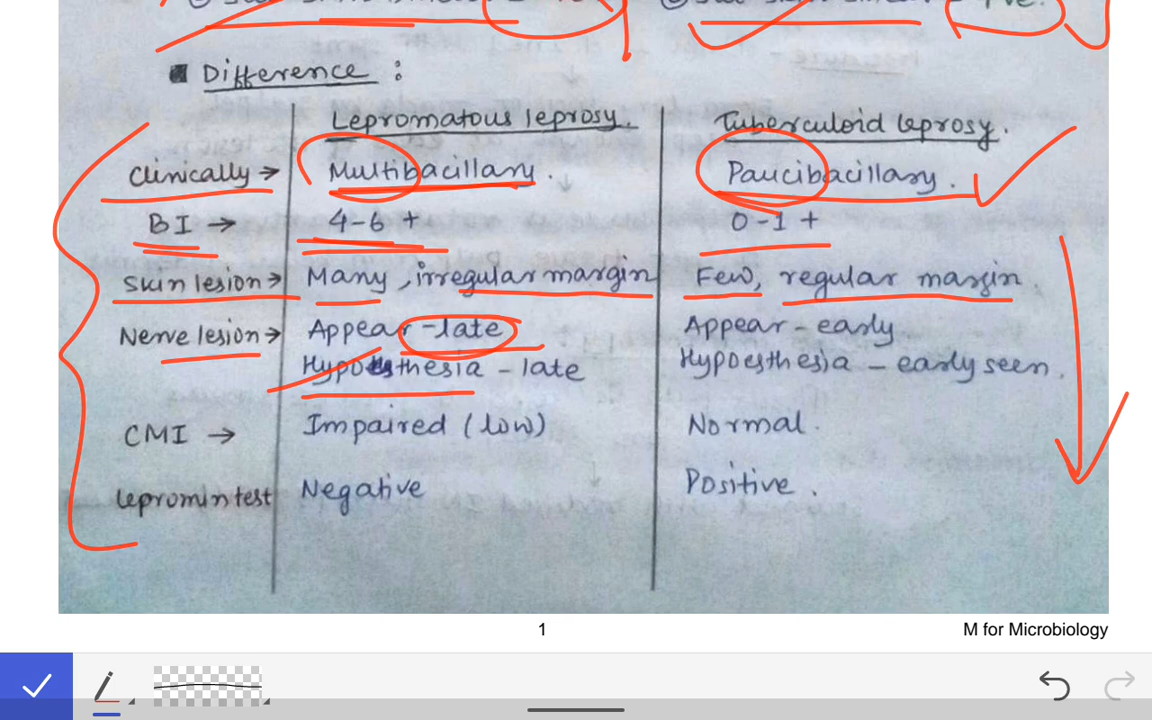 Difference :
Lepromatous leprosy. Tuberculoid leprosy.
Clinically → Multibacillary. Paucibacillary.
BI → 4-6 + 0-1 +
Skin lesion → Many, irregular margin Few, regular margin.
Nerve lesion → Appear - late Appear - early
Hypoesthesia - late Hypoesthesia - early seen.
CMI → Impaired (low) Normal.
Lepromin test Negative Positive.
1
M for Microbiology